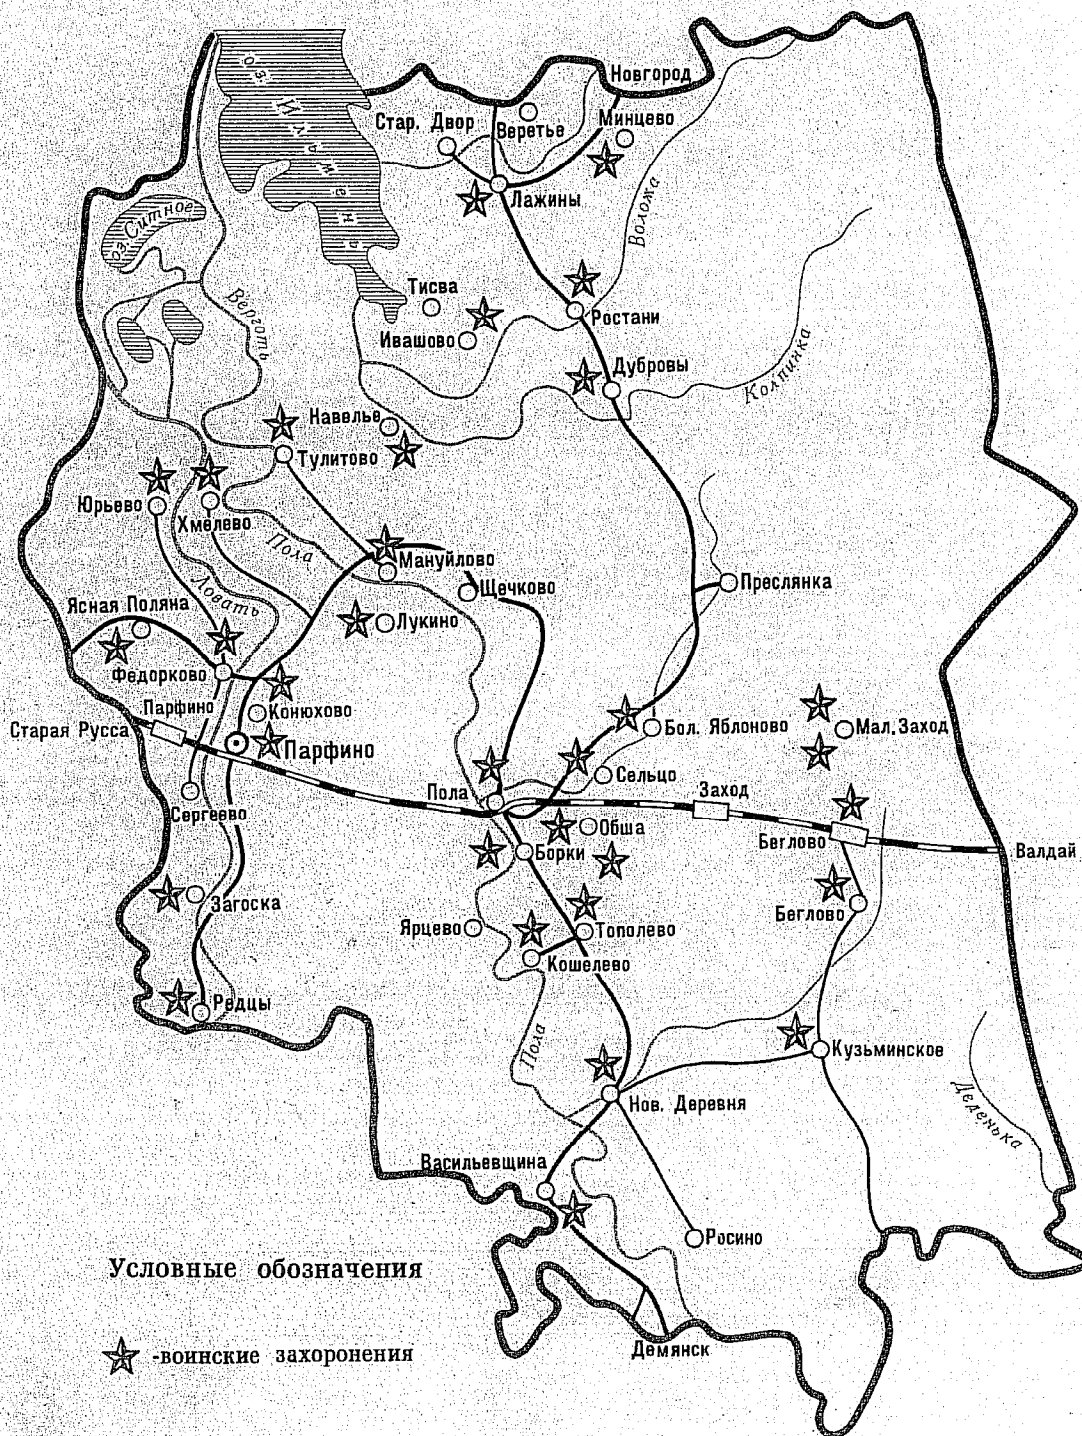 Новгород
оз. Ильмень
Стар. Двор
Веретье
Минцево
Лажины
Воложа
оз. Ситное
Верготь
Тисва
Ивашово
Ростани
Дубровы
Колпинка
Навелье
Тулитово
Юрьево
Хмелево
Пола
Мануйлово
Щечково
Преслянка
Ловать
Ясная Поляна
Лукино
Федорково
Парфино
Конюхово
Старая Русса
Парфино
Бол. Яблоново
Мал. Заход
Сельцо
Пола
Заход
Сергеево
Обша
Беглово
Борки
Валдай
Загоска
Беглово
Ярцево
Тополево
Кошелево
Редцы
Пола
Кузьминское
Нов. Деревня
Деденька
Васильевщина
Росино
Условные обозначения
Демянск
-воинские захоронения